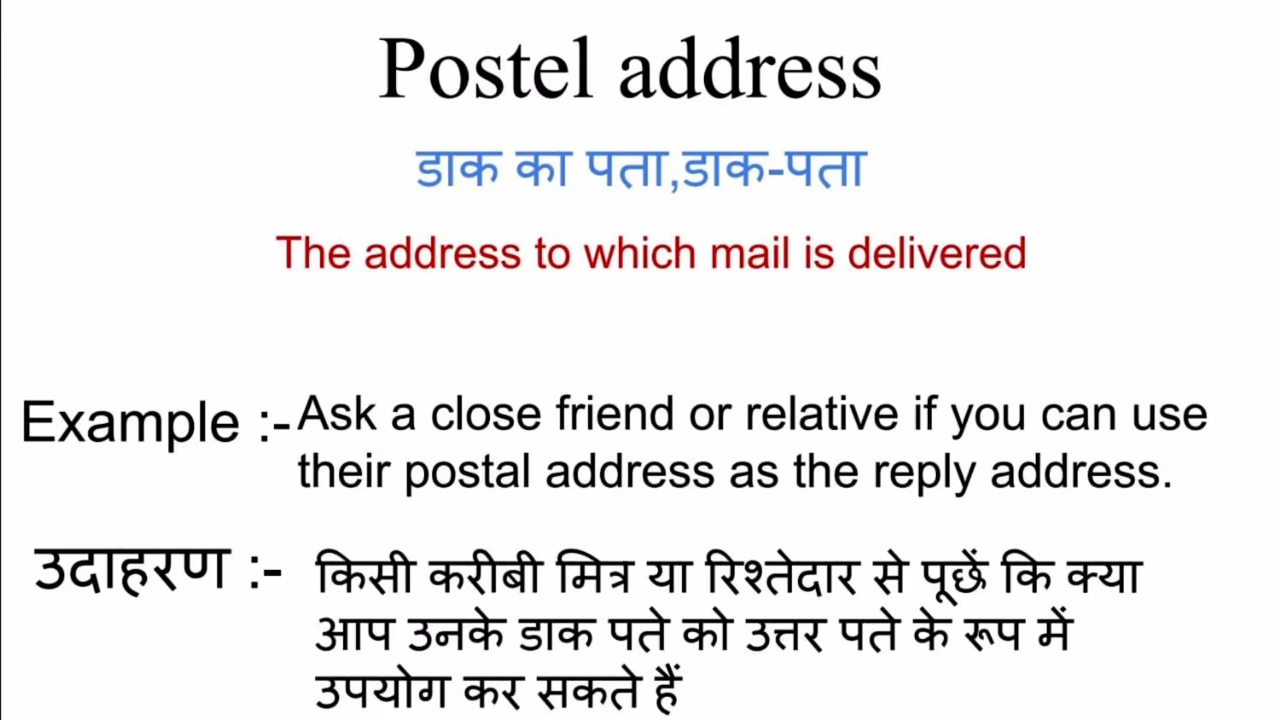 Postel address
डाक का पता,डाक-पता
The address to which mail is delivered
Example :- Ask a close friend or relative if you can use
their postal address as the reply address.
उदाहरण :- किसी करीबी मित्र या रिश्तेदार से पूछें कि क्या
आप उनके डाक पते को उत्तर पते के रूप में
उपयोग कर सकते हैं